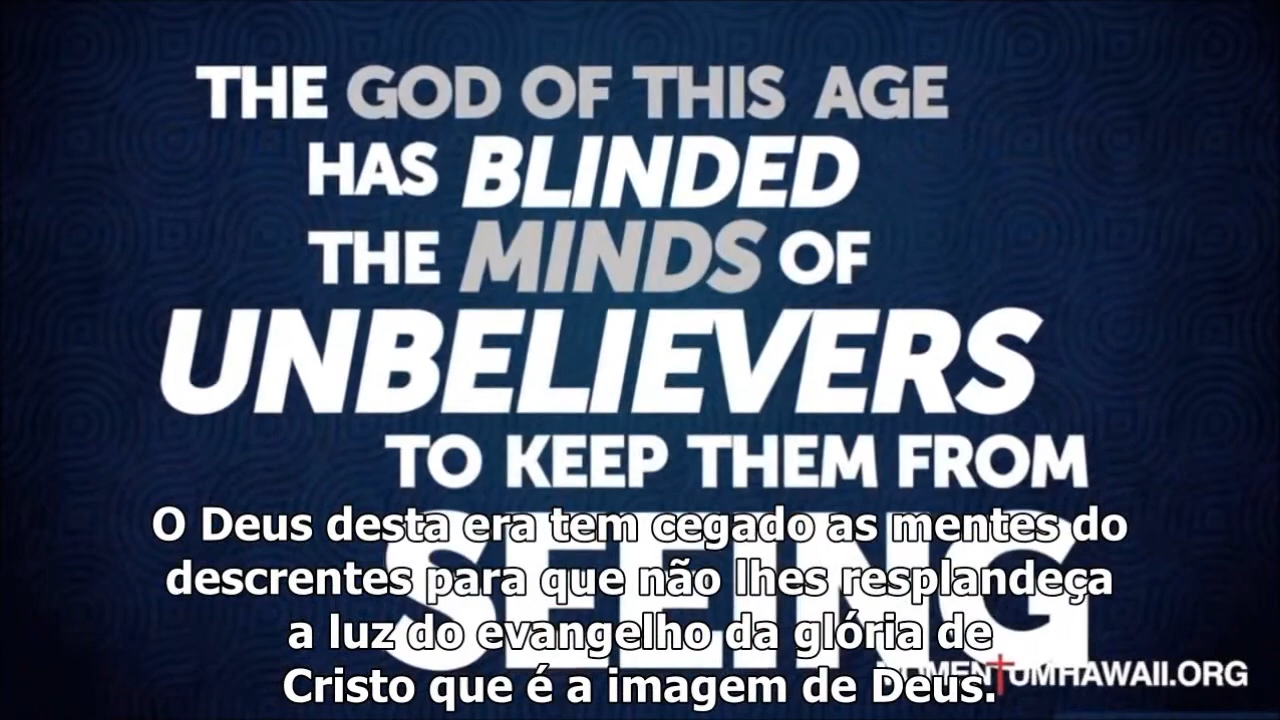 THE GOD OF THIS AGE
HAS BLINDED
THE MINDS OF
UNBELIEVERS
TO KEEP THEM FROM
SEEING
O Deus desta era tem cegado as mentes do
descrentes para que não lhes resplandeça
a luz do evangelho da glória de
Cristo que é a imagem de Deus.
MOMENTUMHAWAII.ORG